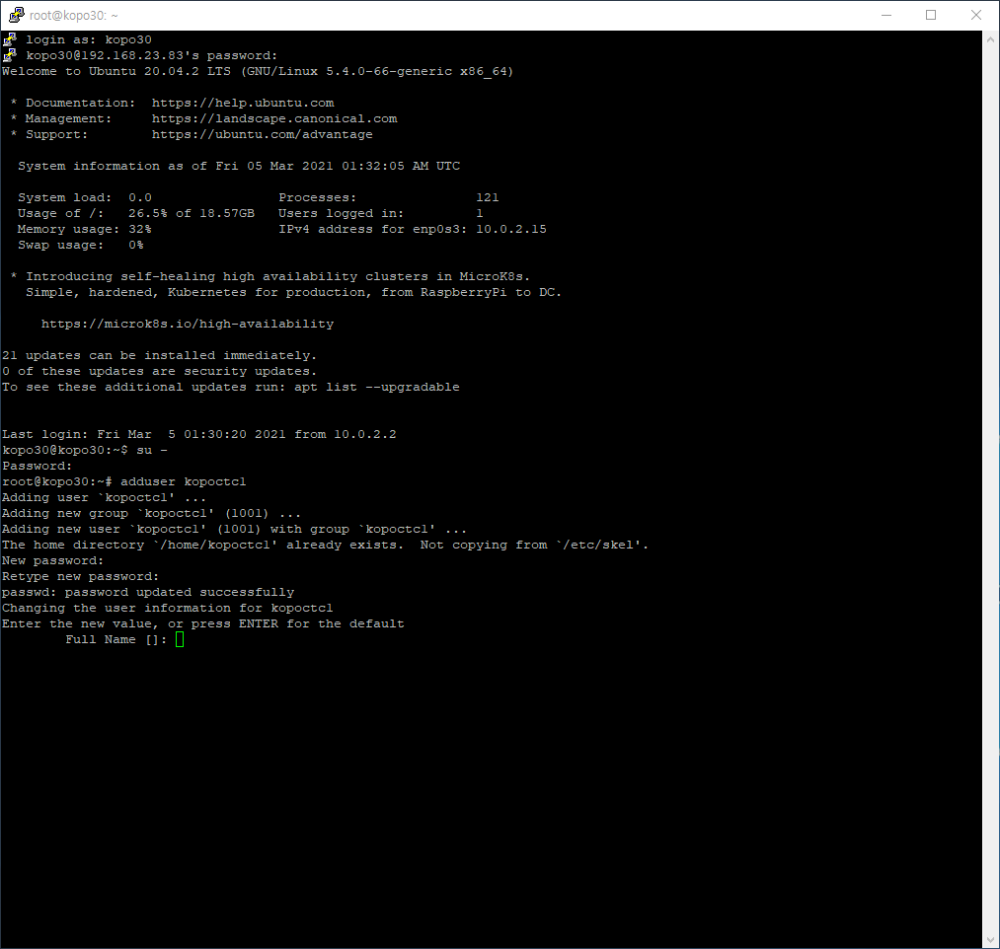 root@kopo30: ~
login as: kopo30
kopo30@192.168.23.83's password:
Welcome to Ubuntu 20.04.2 LTS (GNU/Linux 5.4.0-66-generic x86_64)
* Documentation:  https://help.ubuntu.com
* Management:     https://landscape.canonical.com
* Support:        https://ubuntu.com/advantage
System information as of Fri 05 Mar 2021 01:32:05 AM UTC
System load:  0.0                Processes:               121
Usage of /:   26.5% of 18.57GB   Users logged in:         1
Memory usage: 32%                IPv4 address for enp0s3: 10.0.2.15
Swap usage:   0%
* Introducing self-healing high availability clusters in MicroK8s.
Simple, hardened, Kubernetes for production, from RaspberryPi to DC.
https://microk8s.io/high-availability
21 updates can be installed immediately.
0 of these updates are security updates.
To see these additional updates run: apt list --upgradable
Last login: Fri Mar  5 01:30:20 2021 from 10.0.2.2
kopo30@kopo30:~$ su -
Password:
root@kopo30:~# adduser kopoctc1
Adding user `kopoctc1' ...
Adding new group `kopoctc1' (1001) ...
Adding new user `kopoctc1' (1001) with group `kopoctc1' ...
The home directory `/home/kopoctc1' already exists.  Not copying from `/etc/skel'.
New password:
Retype new password:
passwd: password updated successfully
Changing the user information for kopoctc1
Enter the new value, or press ENTER for the default
Full Name []: